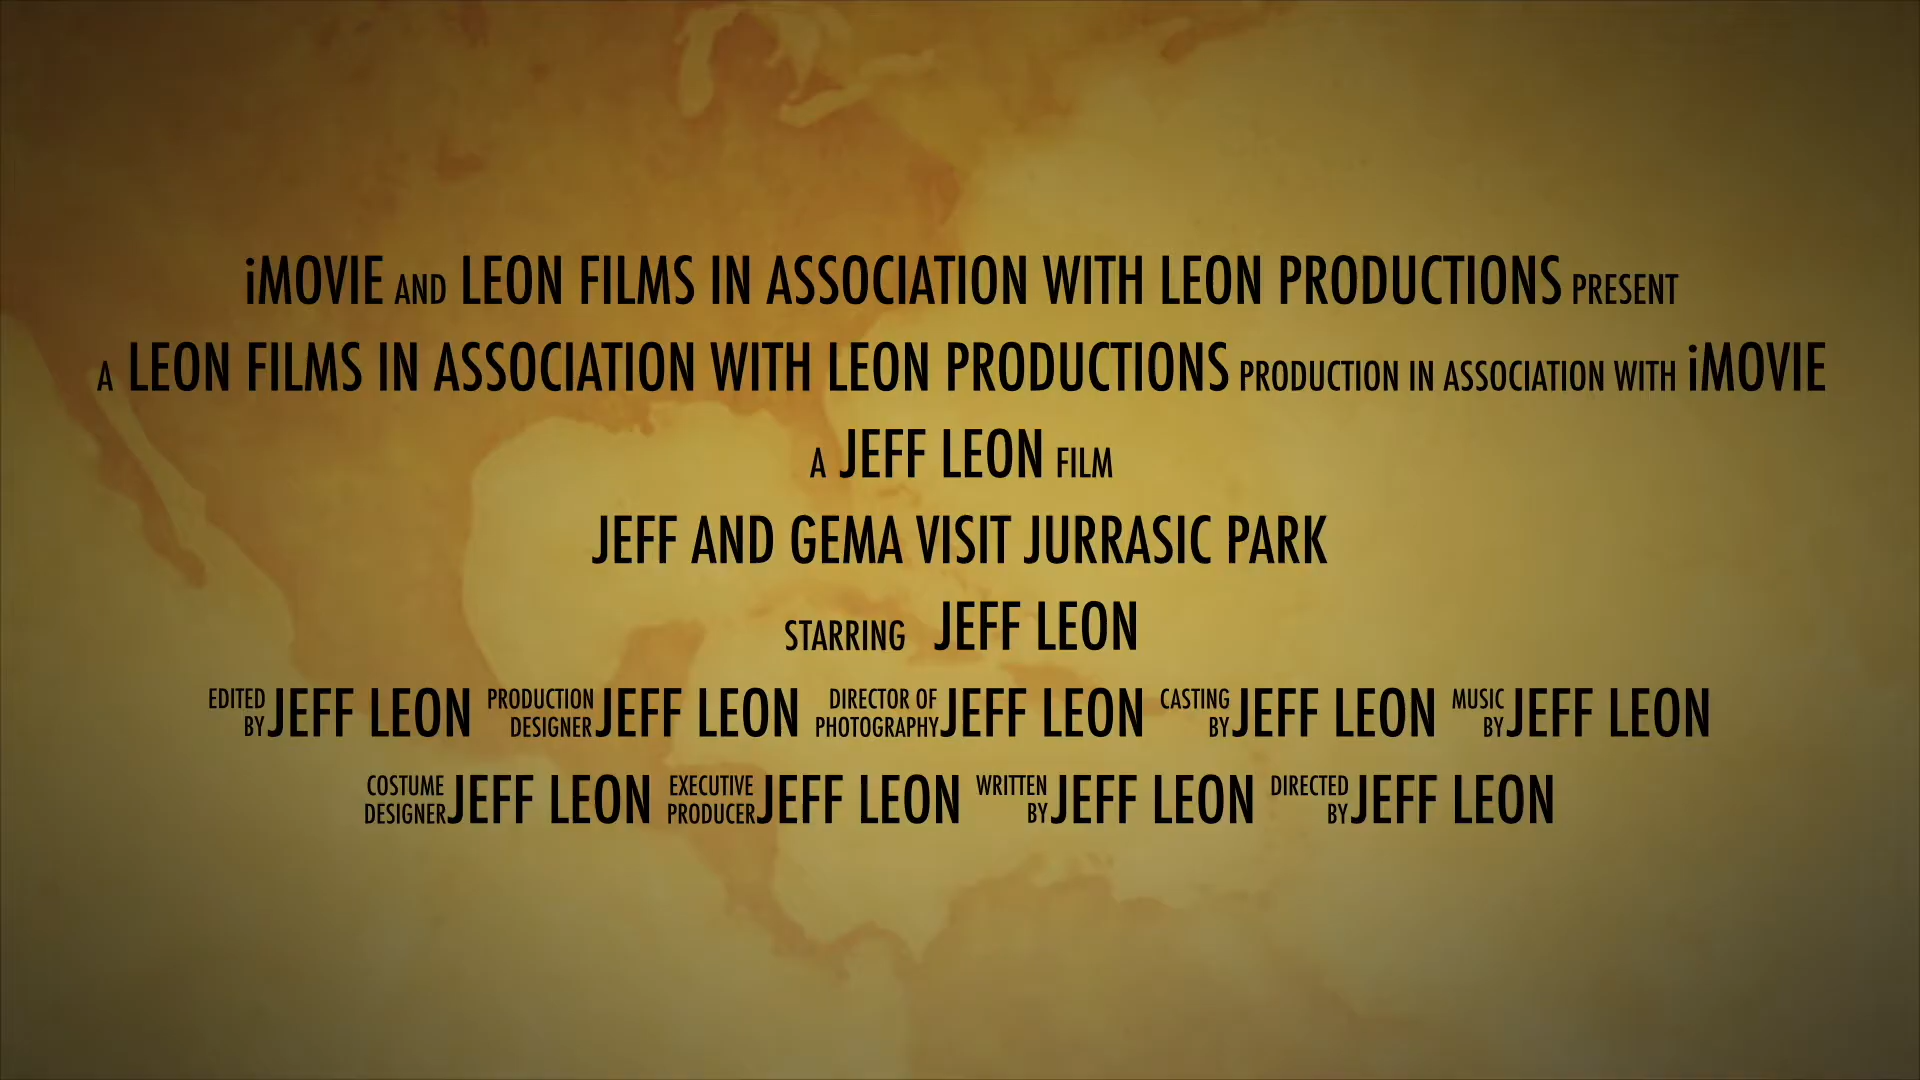 iMOVIE AND LEON FILMS IN ASSOCIATION WITH LEON PRODUCTIONS PRESENT
A LEON FILMS IN ASSOCIATION WITH LEON PRODUCTIONS PRODUCTION IN ASSOCIATION WITH iMOVIE
A JEFF LEON FILM
JEFF AND GEMA VISIT JURRASIC PARK
STARRING JEFF LEON
EDITED BY JEFF LEON PRODUCTION DESIGNER JEFF LEON DIRECTOR OF PHOTOGRAPHY JEFF LEON CASTING BY JEFF LEON MUSIC BY JEFF LEON
COSTUME DESIGNER JEFF LEON EXECUTIVE PRODUCER JEFF LEON WRITTEN BY JEFF LEON DIRECTED BY JEFF LEON